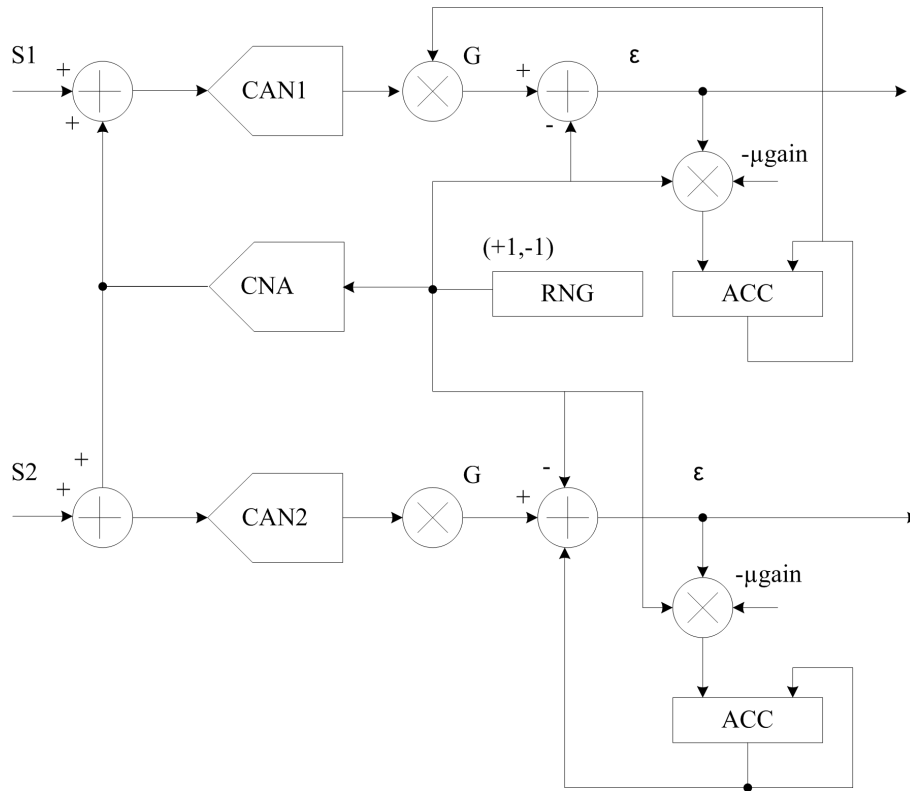 S1
+
+
CAN1
G
+
-
ε
-µgain
CNA
(+1,-1)
RNG
ACC
S2
+
+
CAN2
G
-
+
ε
-µgain
ACC